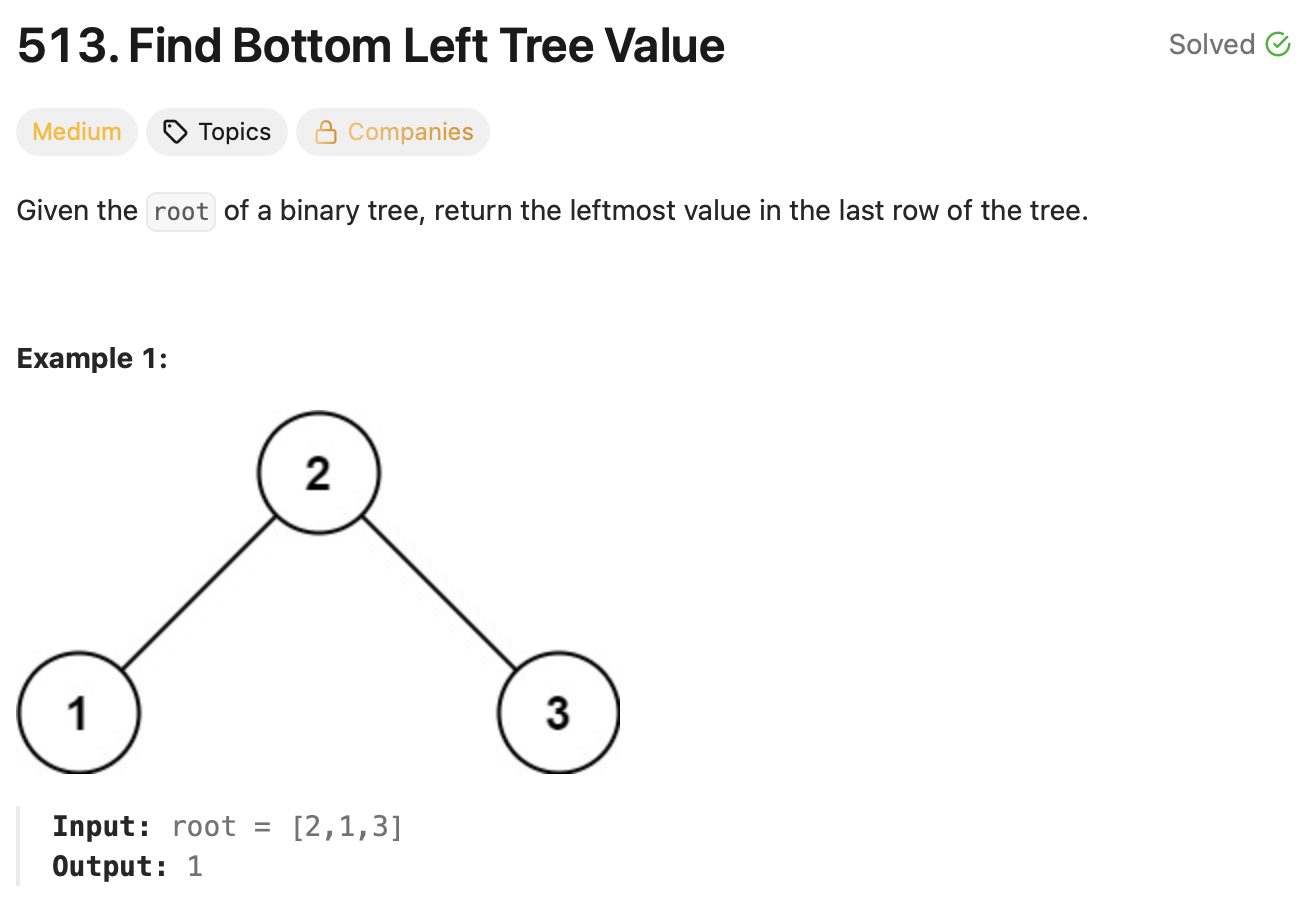 513. Find Bottom Left Tree Value
Solved
Medium Topics Companies
Given the root of a binary tree, return the leftmost value in the last row of the tree.
Example 1:
2
1 3
Input: root = [2,1,3]
Output: 1